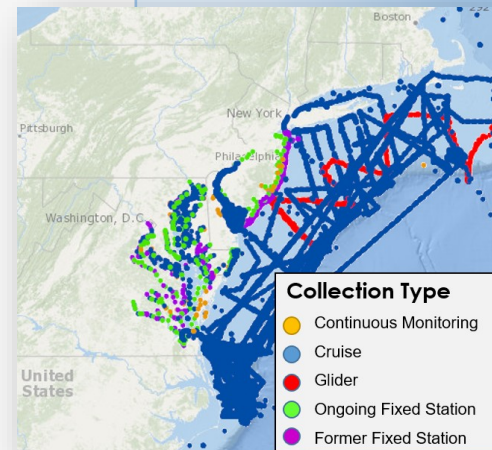 Boston
New York
Pittsburgh
Philadelphia
Washington, D.C.
Collection Type
Continuous Monitoring
Cruise
Glider
United
States
Ongoing Fixed Station
Former Fixed Station